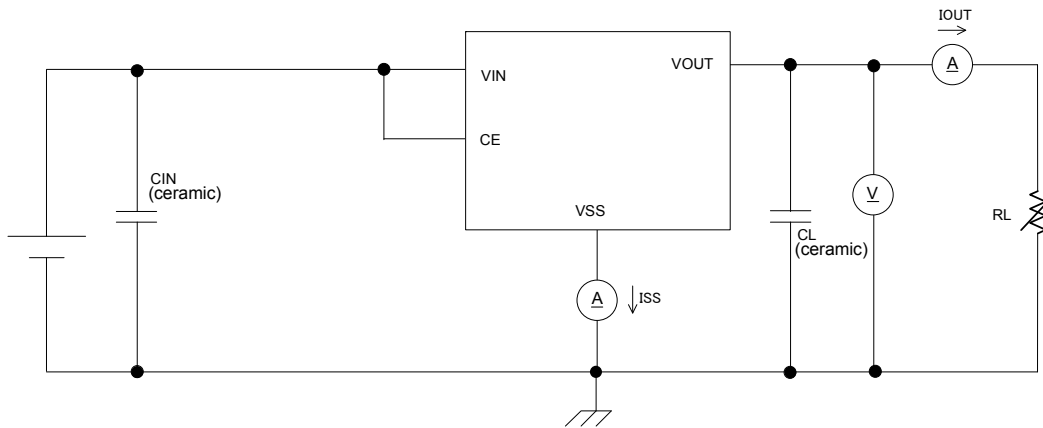 IOUT
A
VIN
VOUT
CE
CIN
(ceramic)
VSS
V
RL
CL
(ceramic)
A
ISS